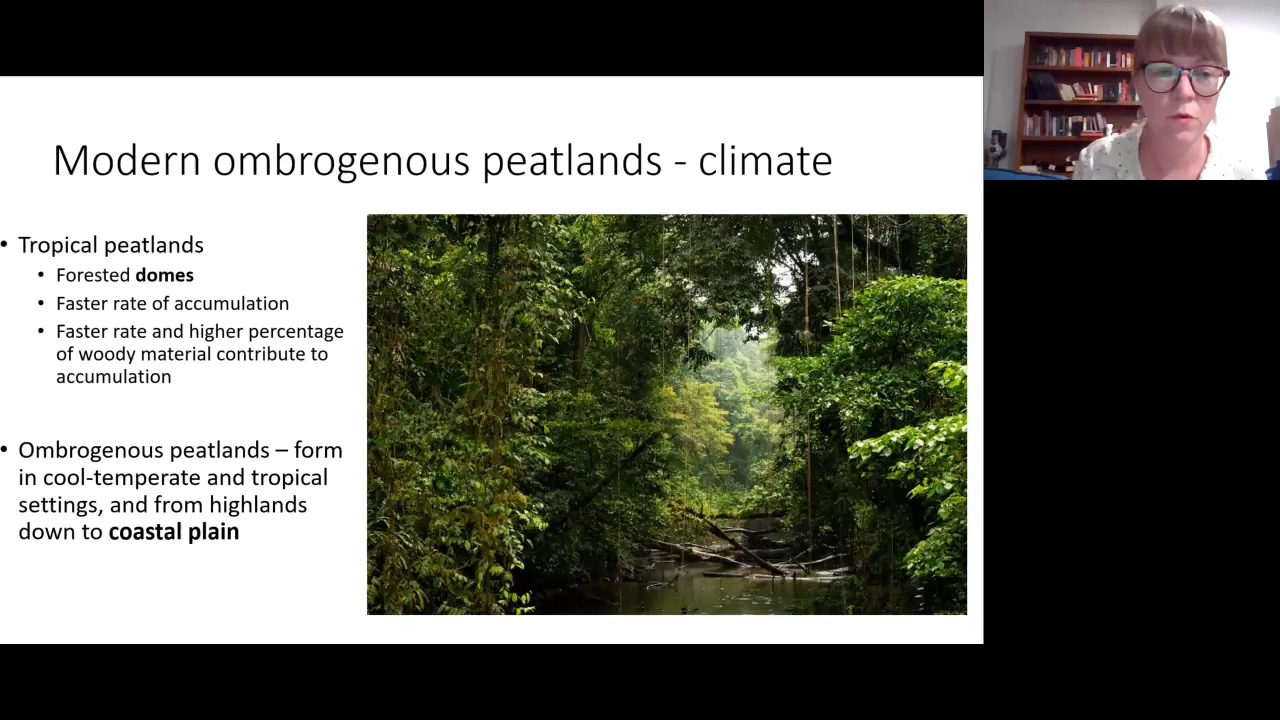 Modern ombrogenous peatlands - climate
• Tropical peatlands
• Forested domes
• Faster rate of accumulation
• Faster rate and higher percentage
of woody material contribute to
accumulation
• Ombrogenous peatlands – form
in cool-temperate and tropical
settings, and from highlands
down to coastal plain